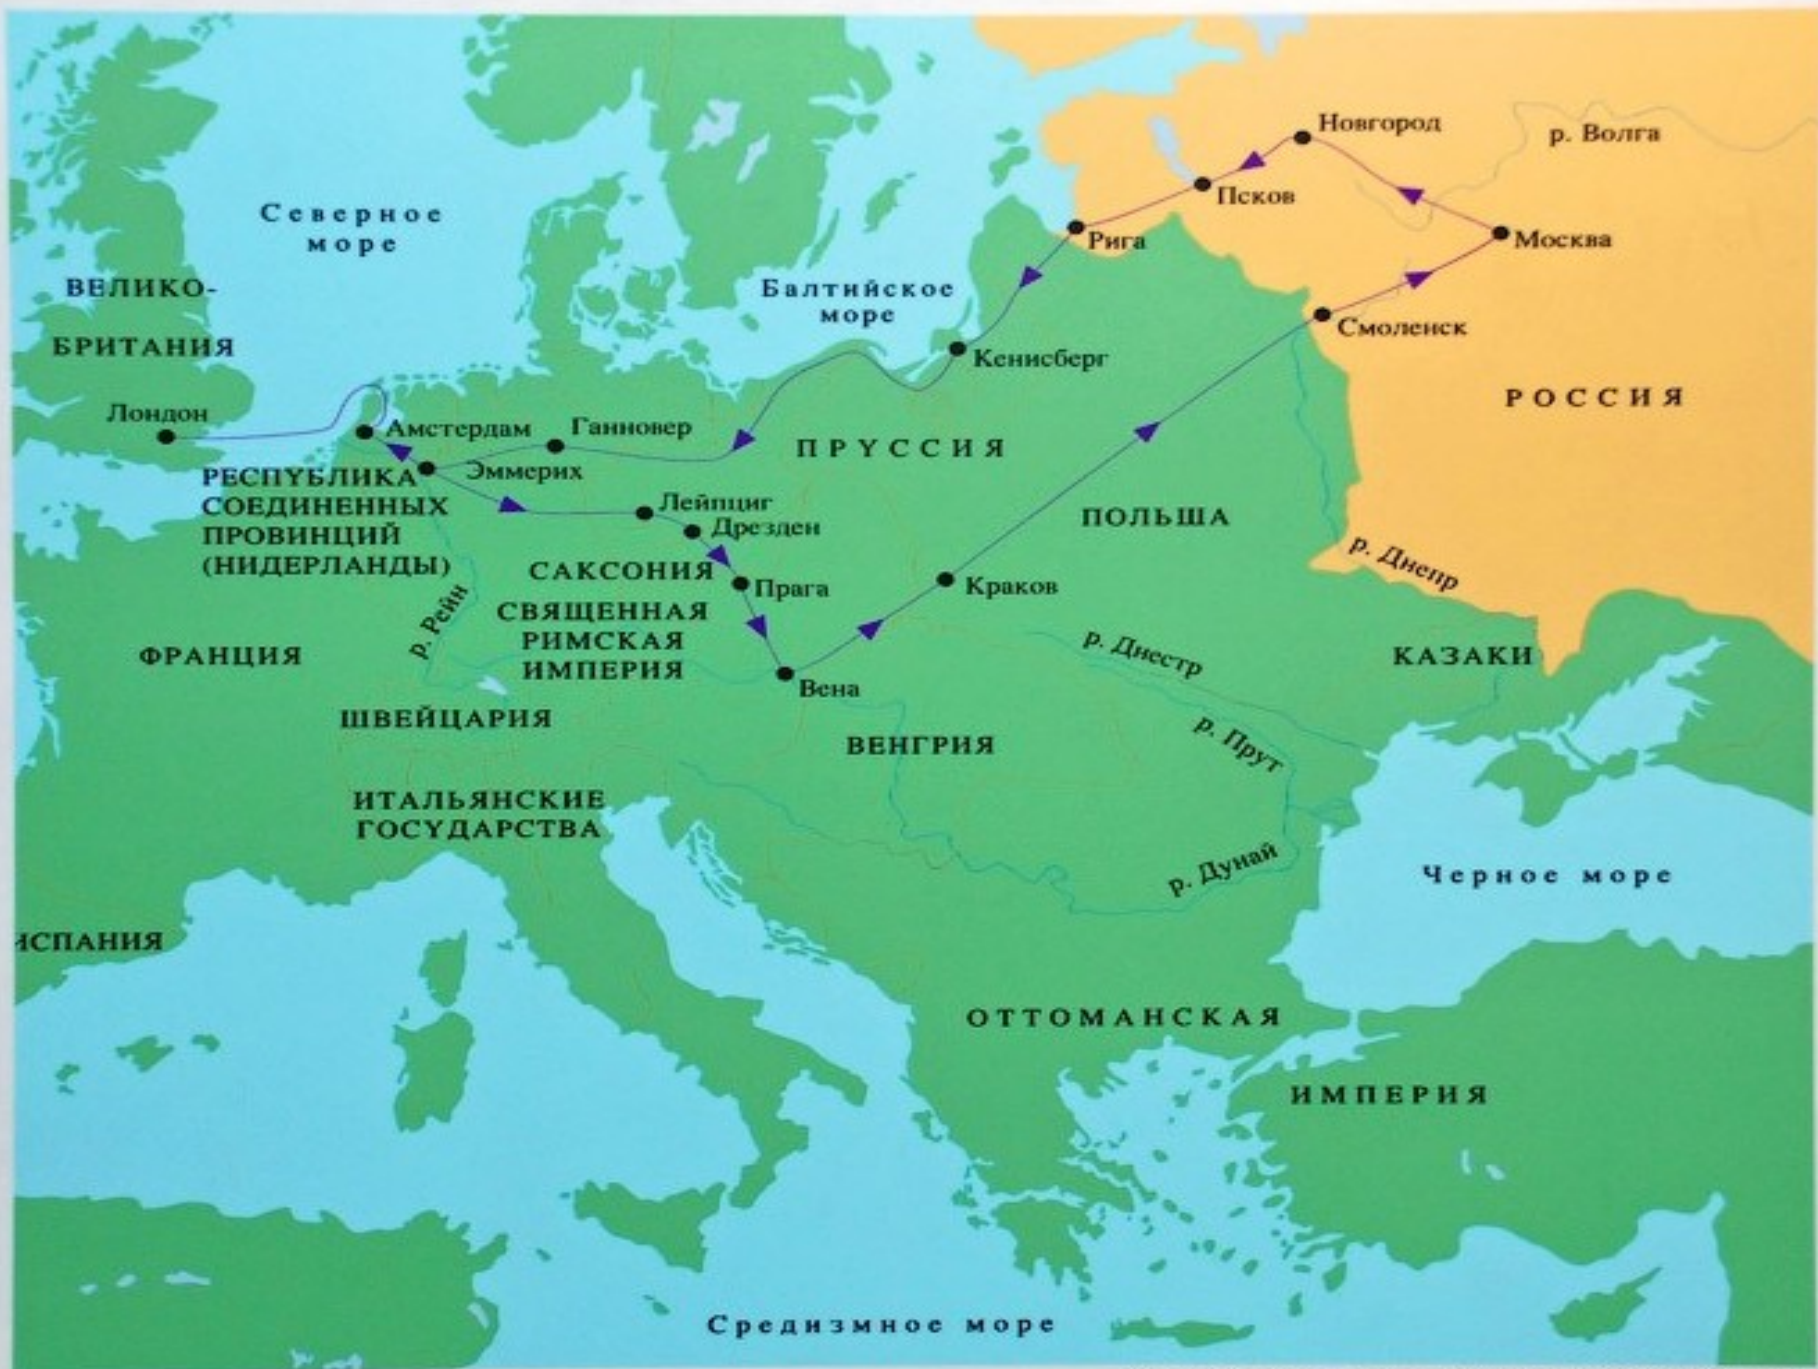 Новгород
р. Волга
Псков
Москва
Рига
Северное
море
ВЕЛИКО-
БРИТАНИЯ
Балтийское
море
Смоленск
Кенисберг
РОССИЯ
Лондон
Амстердам
Ганновер
ПРУССИЯ
Эммерих
РЕСПУБЛИКА
СОЕДИНЕННЫХ
ПРОВИНЦИЙ
(НИДЕРЛАНДЫ)
Лейпциг
Дрезден
ПОЛЬША
р. Днепр
САКСОНИЯ
Прага
Краков
СВЯЩЕННАЯ
РИМСКАЯ
ИМПЕРИЯ
р. Рейн
ФРАНЦИЯ
р. Днестр
КАЗАКИ
Вена
ШВЕЙЦАРИЯ
ВЕНГРИЯ
р. Прут
ИТАЛЬЯНСКИЕ
ГОСУДАРСТВА
р. Дунай
Черное море
ИСПАНИЯ
ОТТОМАНСКАЯ
ИМПЕРИЯ
Средизмное море